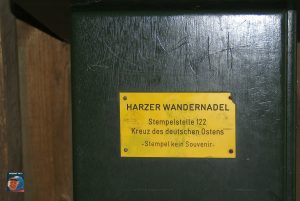 HARZER WANDERNADEL
Stempelstelle 122
Kreuz des deutschen Ostens
-Stempel kein Souvenir-